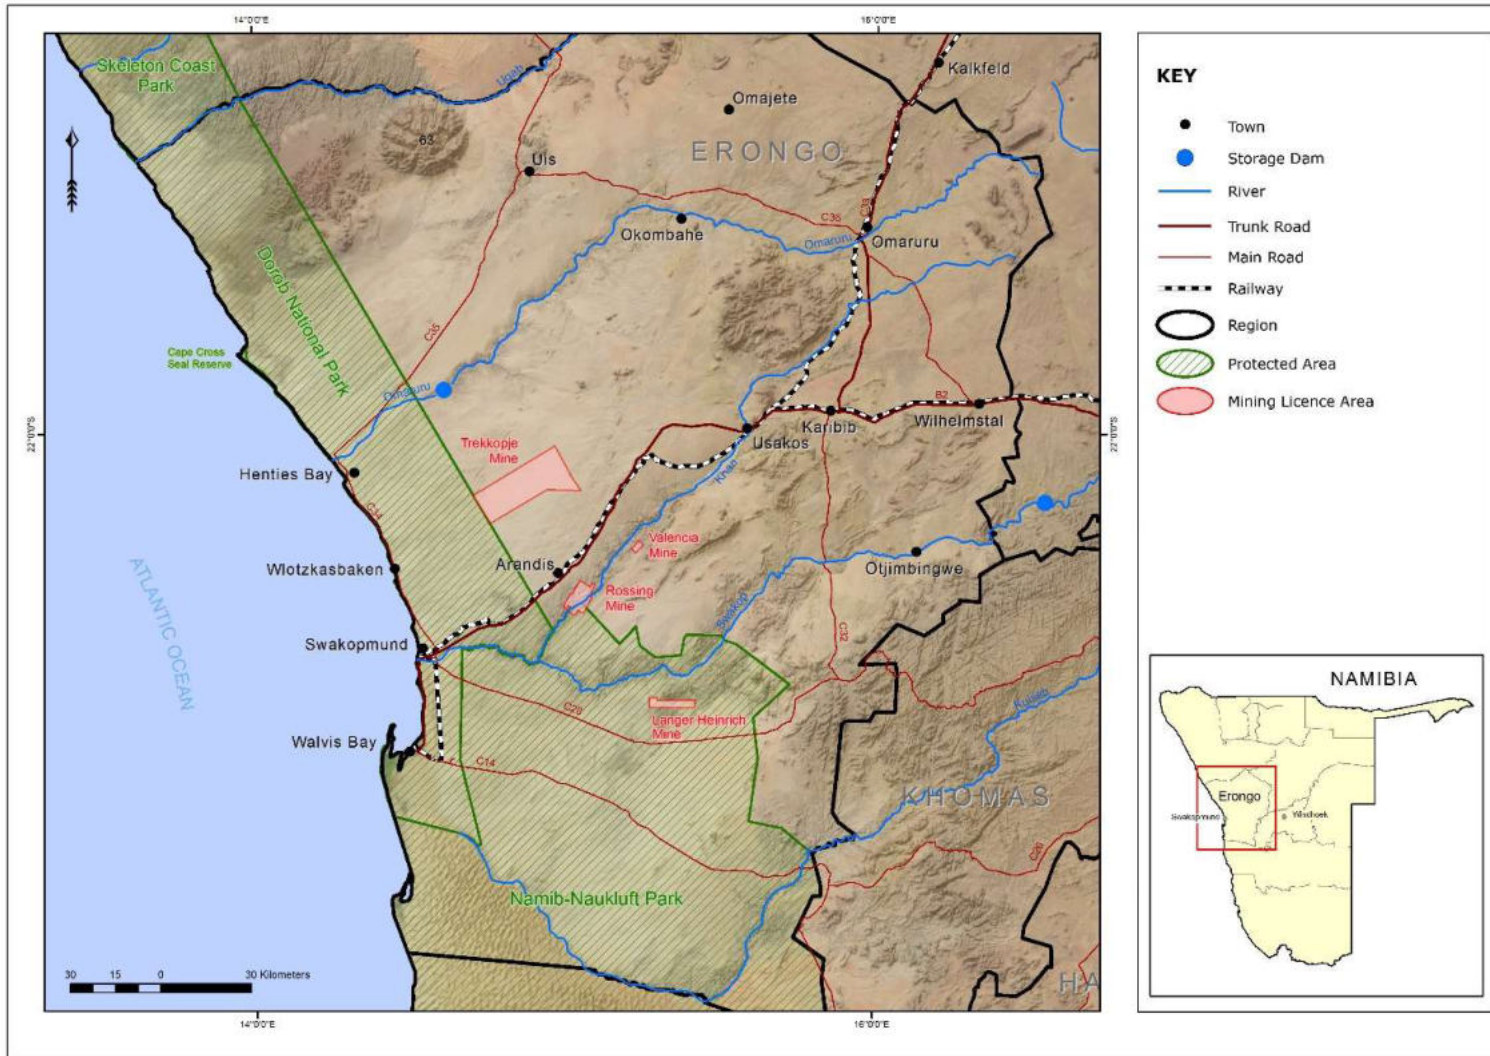 14°0'0"E
15°0'0"E
Skeleton Coast
Park
Ugab
Kalkfeld
Omajete
63
ERONGO
Uis
C33
C36
Okombahe
Omaruru
Omaruru
Dorob National Park
C35
Cape Cross
Seal Reserve
Omaruru
B2
Karibib
Wilhelmstal
22°0'0"S
22°0'0"S
Usakos
Trekkopje
Mine
Henties Bay
Khan
C34
Valencia
Mine
ATLANTIC OCEAN
Wlotzkasbaken
Arandis
Otjimbingwe
Rossing
Mine
Swakop
C32
Swakopmund
Kuiseb
C28
Langer Heinrich
Mine
Walvis Bay
C14
KHOMAS
C26
Namib-Naukluft Park
HA
30 15 0 30 Kilometers
14°0'0"E
16°0'0"E
KEY
Town
Storage Dam
River
Trunk Road
Main Road
Railway
Region
Protected Area
Mining Licence Area
NAMIBIA
Erongo
Swakopmund
Windhoek